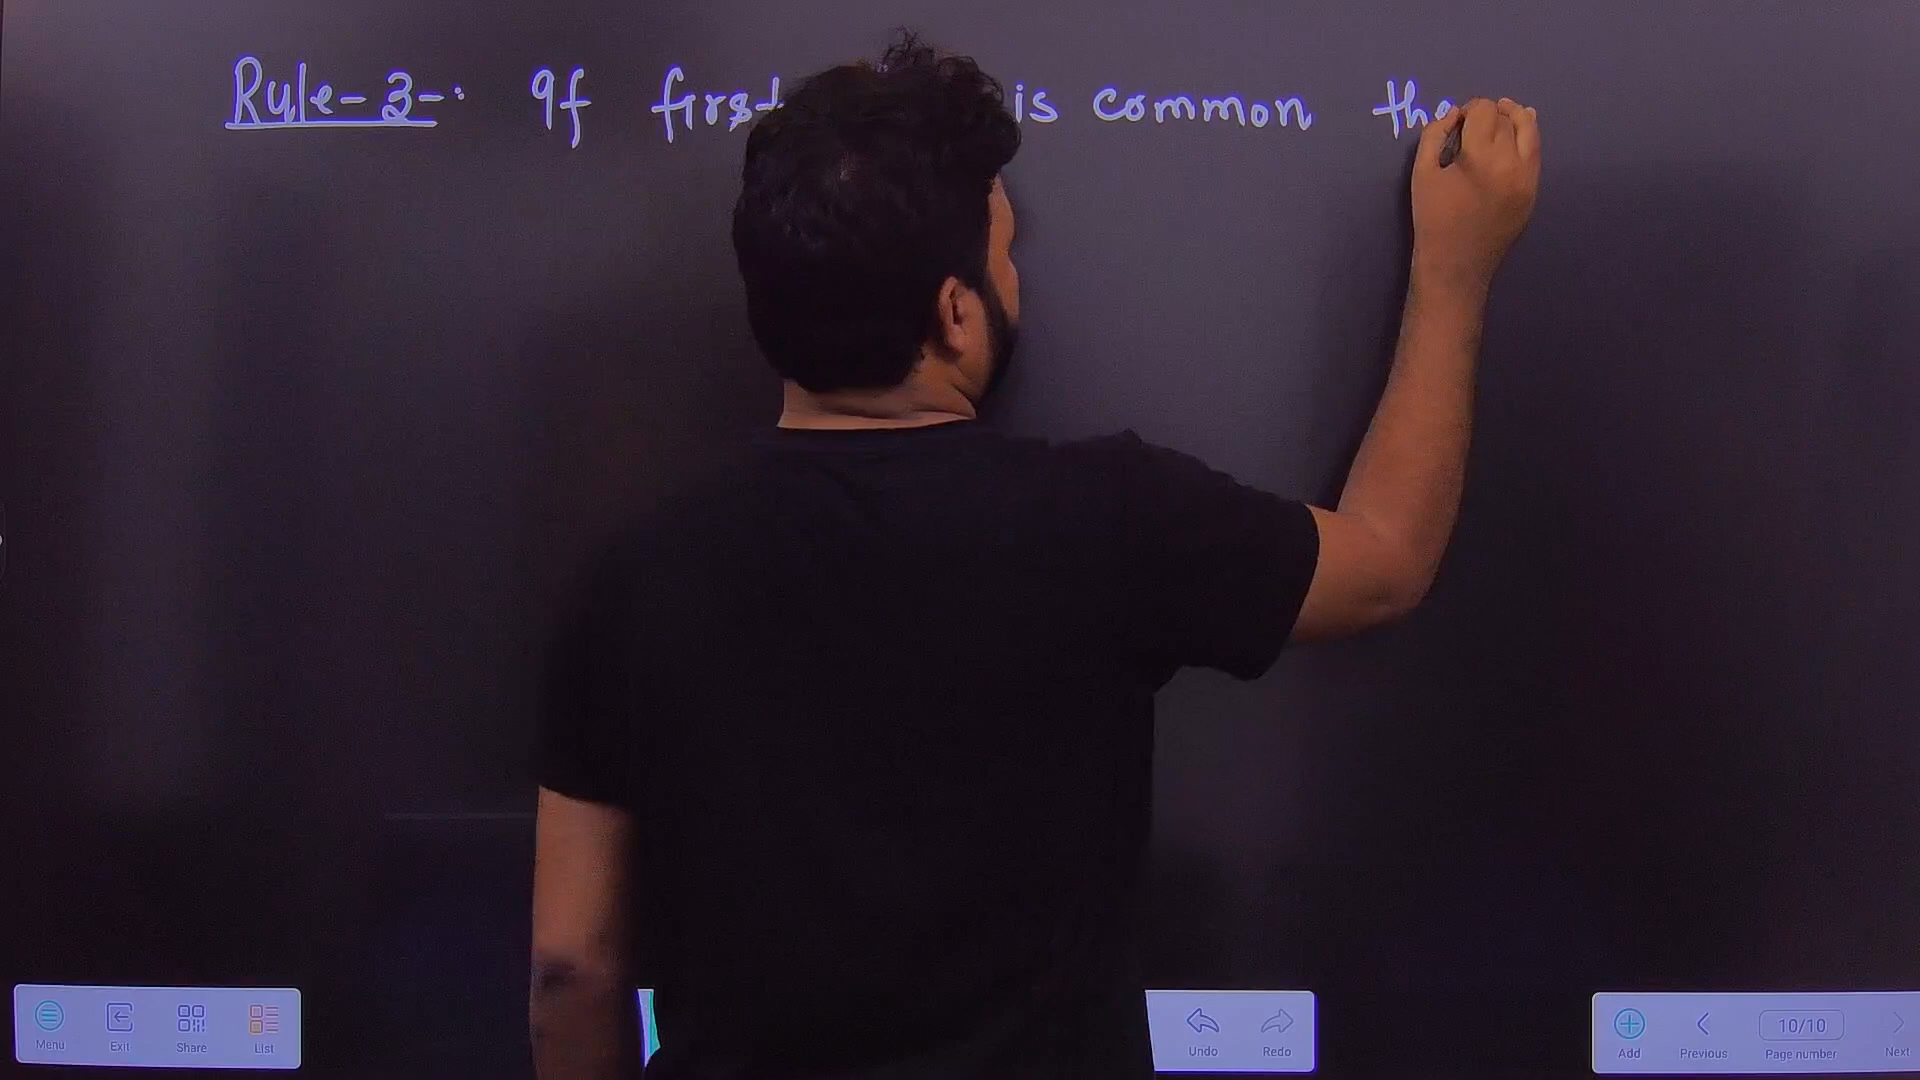 Rule-3-: If first is common the
Menu Exit Share List Undo Redo Add Previous 10/10 Page number Next